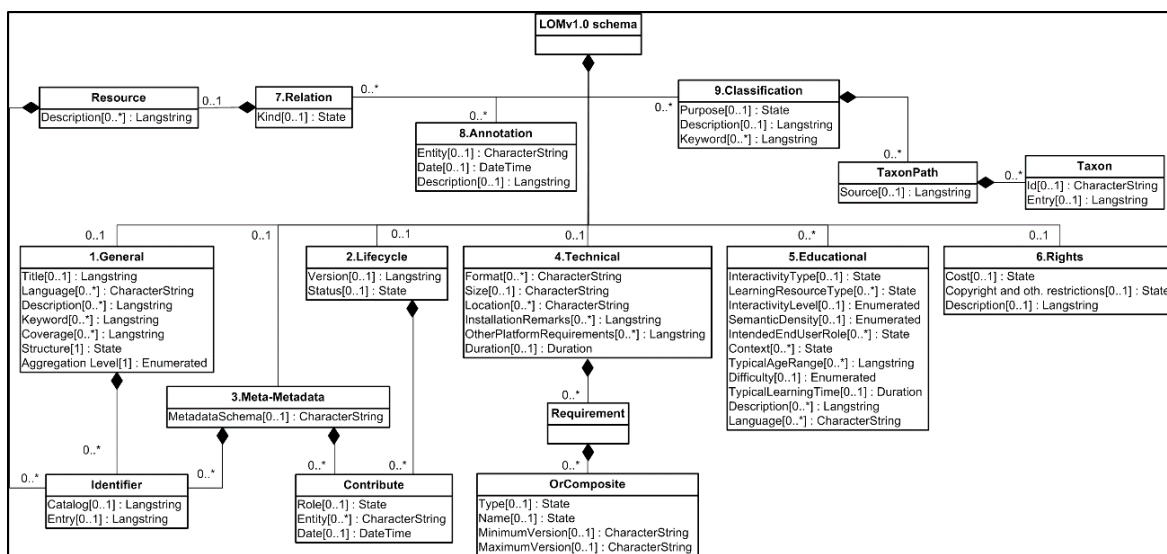 LOMv1.0 schema
Resource
Description[0..*] : Langstring
0..1
7.Relation
Kind[0..1] : State
0..*
8.Annotation
Entity[0..1] : CharacterString
Date[0..1] : DateTime
Description[0..1] : Langstring
0..*
0..*
9.Classification
Purpose[0..1] : State
Description[0..1] : Langstring
Keyword[0..*] : Langstring
0..*
TaxonPath
Source[0..1] : Langstring
0..*
Taxon
Id[0..1] : CharacterString
Entry[0..1] : Langstring
0..1
1.General
Title[0..1] : Langstring
Language[0..*] : CharacterString
Description[0..*] : Langstring
Keyword[0..*] : Langstring
Coverage[0..*] : Langstring
Structure[1] : State
Aggregation Level[1] : Enumerated
0..1
0..1
2.Lifecycle
Version[0..1] : Langstring
Status[0..1] : State
0..1
4.Technical
Format[0..*] : CharacterString
Size[0..1] : CharacterString
Location[0..*] : CharacterString
InstallationRemarks[0..*] : Langstring
OtherPlatformRequirements[0..*] : Langstring
Duration[0..1] : Duration
0..*
5.Educational
InteractivityType[0..1] : State
LearningResourceType[0..*] : State
InteractivityLevel[0..1] : Enumerated
SemanticDensity[0..1] : Enumerated
IntendedEndUserRole[0..*] : State
Context[0..*] : State
TypicalAgeRange[0..*] : Langstring
Difficulty[0..1] : Enumerated
TypicalLearningTime[0..1] : Duration
Description[0..*] : Langstring
Language[0..*] : CharacterString
0..1
6.Rights
Cost[0..1] : State
Copyright and oth. restrictions[0..1] : State
Description[0..1] : Langstring
3.Meta-Metadata
MetadataSchema[0..1] : CharacterString
0..*
Requirement
0..*
0..*
0..*
0..*
0..*
0..*
Identifier
Catalog[0..1] : Langstring
Entry[0..1] : Langstring
Contribute
Role[0..1] : State
Entity[0..*] : CharacterString
Date[0..1] : DateTime
OrComposite
Type[0..1] : State
Name[0..1] : State
MinimumVersion[0..1] : CharacterString
MaximumVersion[0..1] : CharacterString